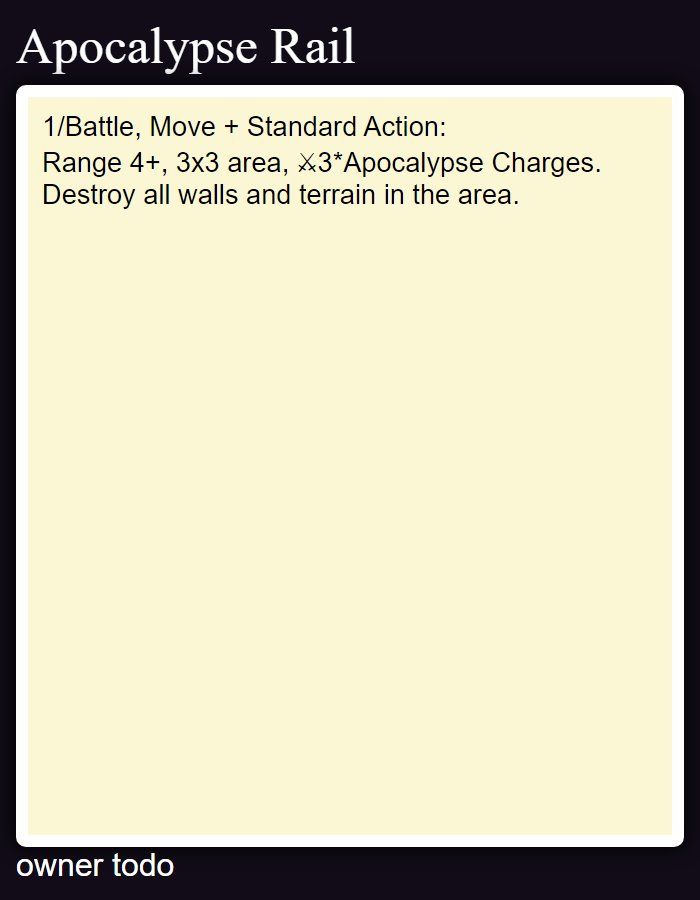 Apocalypse Rail
1/Battle, Move + Standard Action:
Range 4+, 3x3 area, ⚔3*Apocalypse Charges.
Destroy all walls and terrain in the area.
owner todo